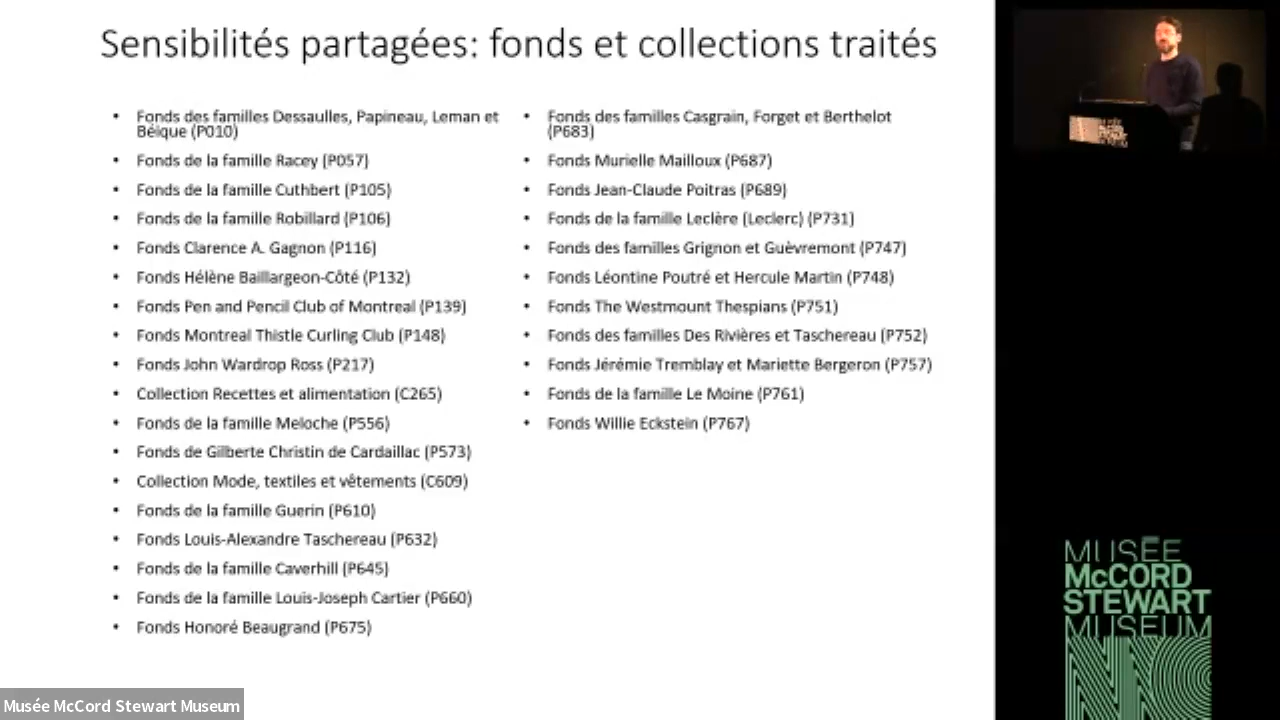 Sensibilités partagées: fonds et collections traités
Fonds des familles Dessaulles, Papineau, Leman et
Béique (P010)
Fonds de la famille Racey (P057)
Fonds de la famille Cuthbert (P105)
Fonds de la famille Robillard (P106)
Fonds Clarence A. Gagnon (P116)
Fonds Hélène Baillargeon-Côté (P132)
Fonds Pen and Pencil Club of Montreal (P139)
Fonds Montreal Thistle Curling Club (P148)
Fonds John Wardrop Ross (P217)
Collection Recettes et alimentation (C265)
Fonds de la famille Meloche (P556)
Fonds de Gilberte Christin de Cardaillac (P573)
Collection Mode, textiles et vêtements (C609)
Fonds de la famille Guerin (P610)
Fonds Louis-Alexandre Taschereau (P632)
Fonds de la famille Caverhill (P645)
Fonds de la famille Louis-Joseph Cartier (P660)
Fonds Honoré Beaugrand (P675)
Fonds des familles Casgrain, Forget et Berthelot
(P683)
Fonds Murielle Mailloux (P687)
Fonds Jean-Claude Poitras (P689)
Fonds de la famille Leclère (Leclerc) (P731)
Fonds des familles Grignon et Guèvremont (P747)
Fonds Léontine Poutré et Hercule Martin (P748)
Fonds The Westmount Thespians (P751)
Fonds des familles Des Rivières et Taschereau (P752)
Fonds Jérémie Tremblay et Mariette Bergeron (P757)
Fonds de la famille Le Moine (P761)
Fonds Willie Eckstein (P767)
MUSÉE
McCORD
STEWART
MUSEUM
Musée McCord Stewart Museum